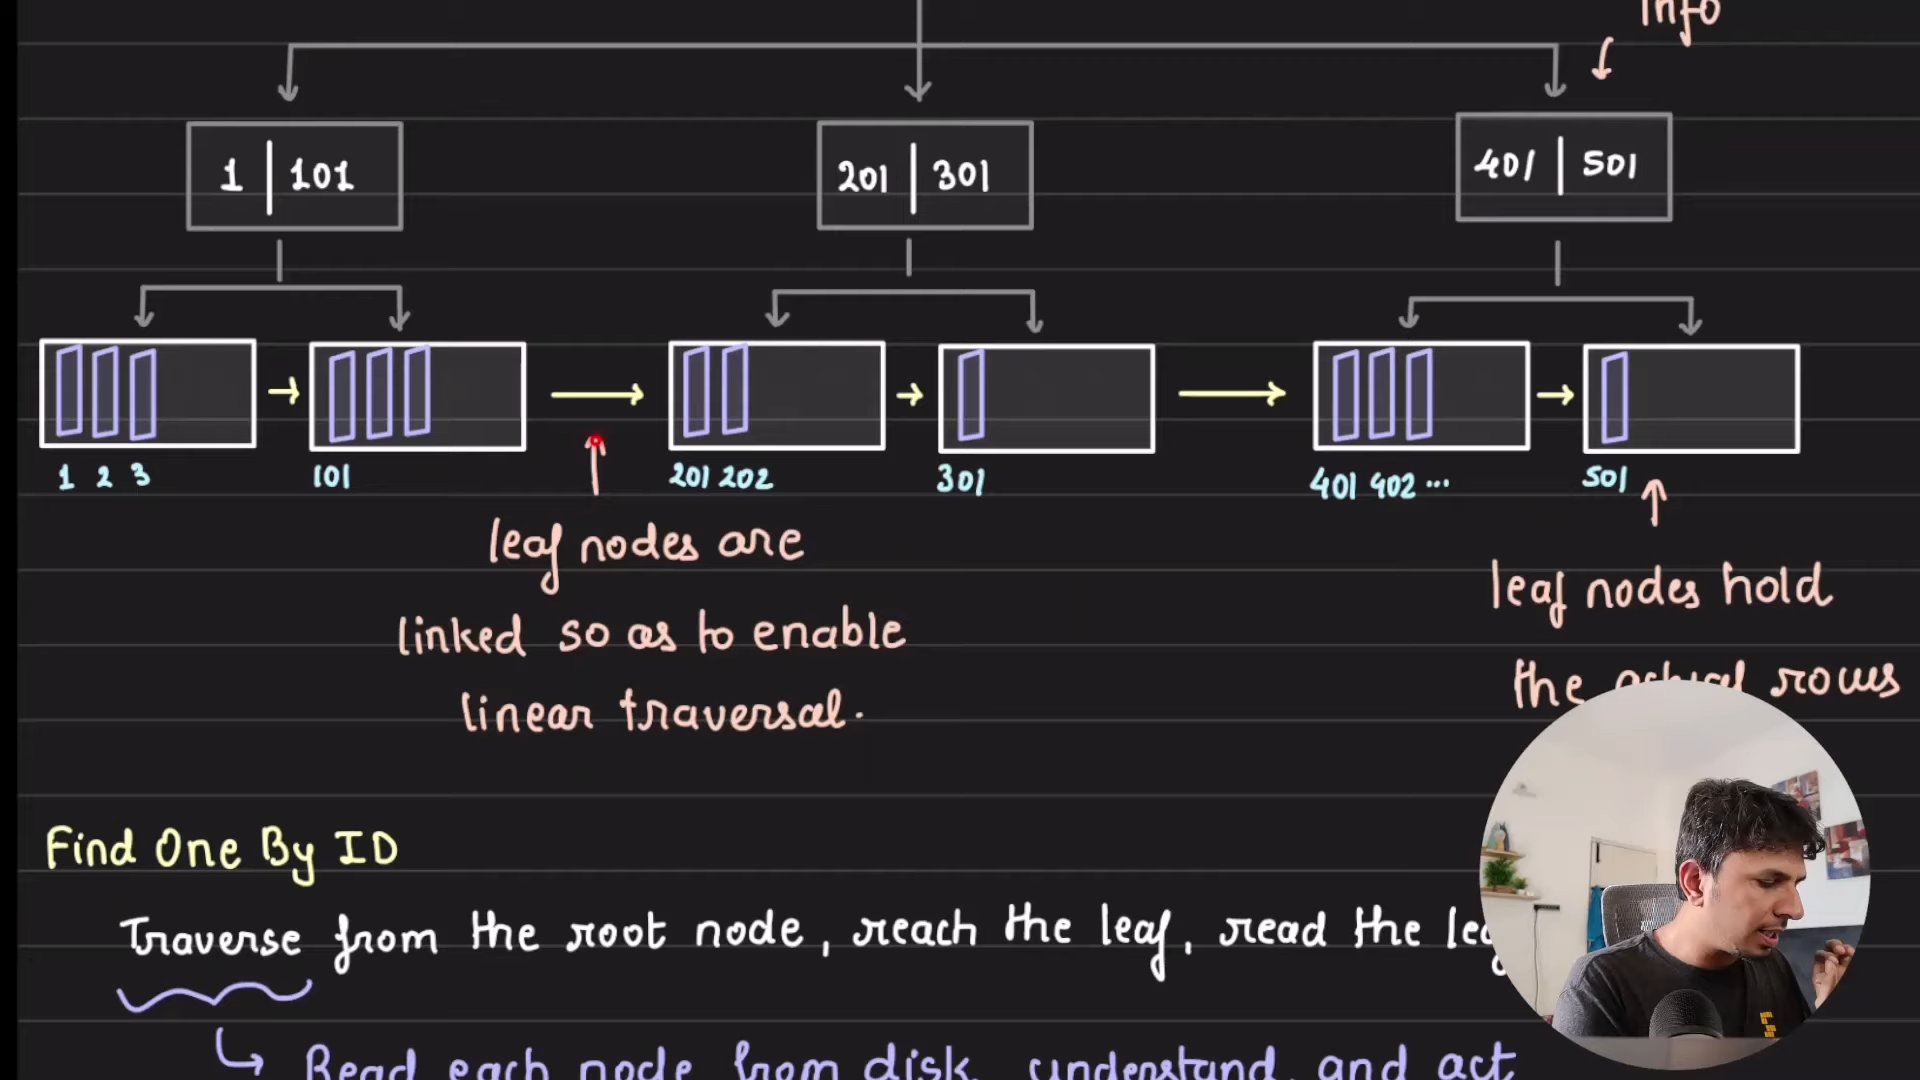 info
1 | 101
201 | 301
401 | 501
1 2 3
101
201 202
301
401 402 ...
501
leaf nodes are
linked so as to enable
linear traversal.
leaf nodes hold
the actual rows
Find One By ID
Traverse from the root node, reach the leaf, read the
Read each node from disk, understand, and act